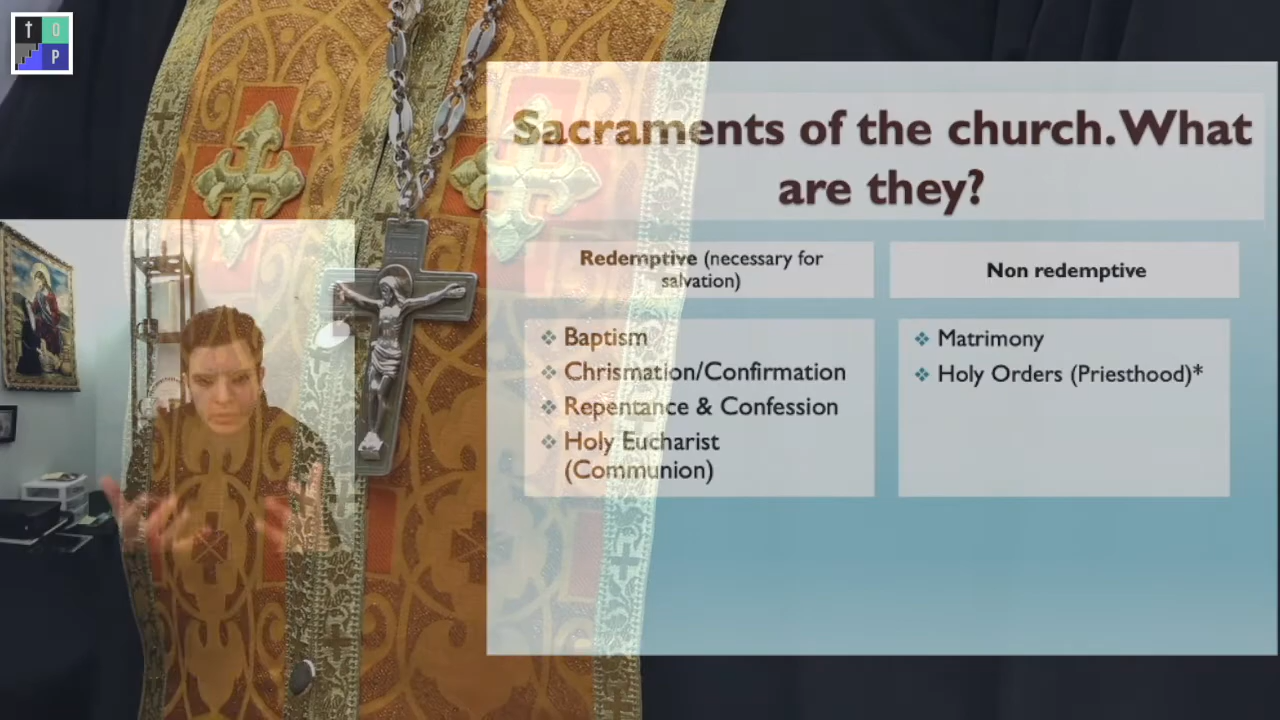 † O
P
Sacraments of the church. What
are they?
Redemptive (necessary for
salvation)
Non redemptive
❖ Baptism
❖ Chrismation/Confirmation
❖ Repentance & Confession
❖ Holy Eucharist
(Communion)
❖ Matrimony
❖ Holy Orders (Priesthood)*